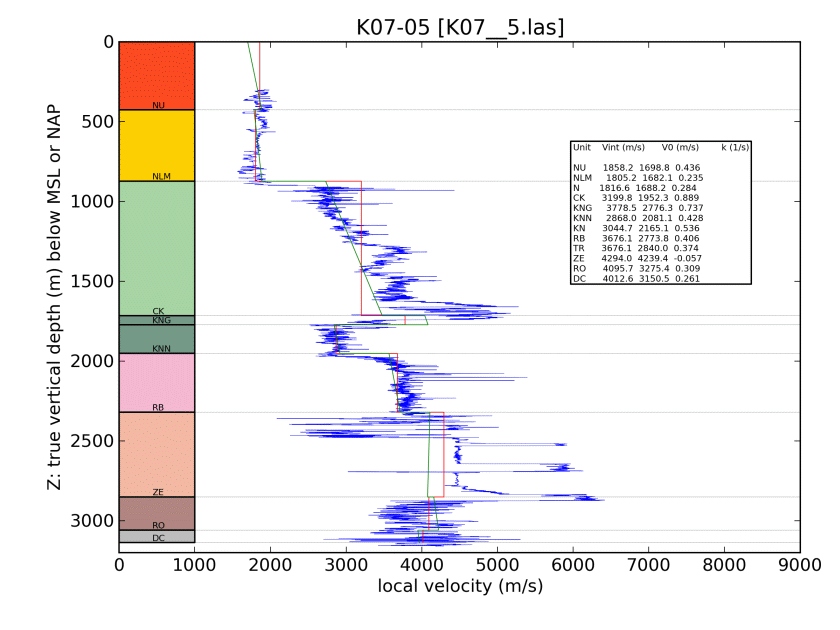 K07-05 [K07__5.las]
Z: true vertical depth (m) below MSL or NAP
0
500
1000
1500
2000
2500
3000
NU
NLM
CK
KNG
KNN
RB
ZE
RO
DC
Unit Vint (m/s) V0 (m/s) k (1/s)
NU 1858.2 1698.8 0.436
NLM 1805.2 1682.1 0.235
N 1816.6 1688.2 0.284
CK 3199.8 1952.3 0.889
KNG 3778.5 2776.3 0.737
KNN 2868.0 2081.1 0.428
KN 3044.7 2165.1 0.536
RB 3676.1 2773.8 0.406
TR 3676.1 2840.0 0.374
ZE 4294.0 4239.4 -0.057
RO 4095.7 3275.4 0.309
DC 4012.6 3150.5 0.261
0 1000 2000 3000 4000 5000 6000 7000 8000 9000
local velocity (m/s)